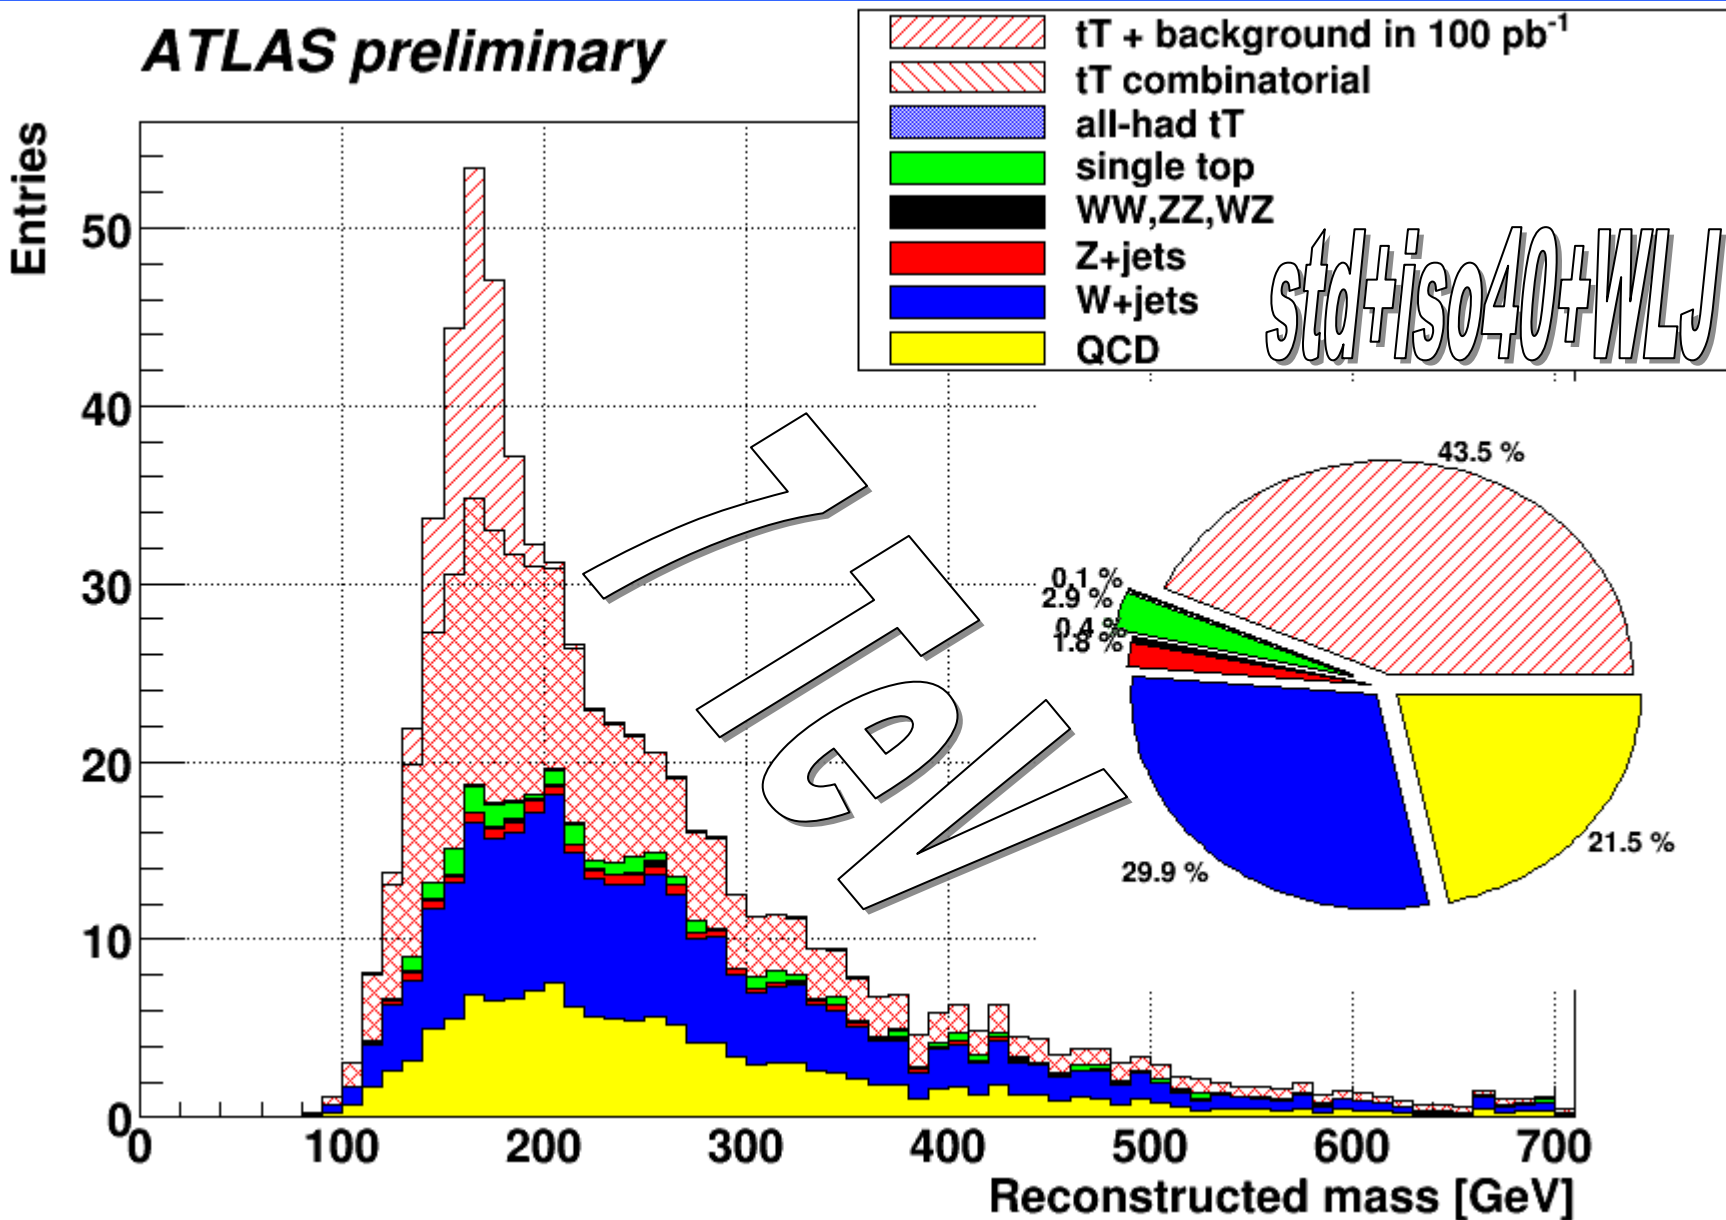 ATLAS preliminary
tT + background in 100 pb⁻¹
tT combinatorial
all-had tT
single top
WW,ZZ,WZ
Z+jets
W+jets
QCD
std+iso40+WLJ
Entries
50
40
30
20
10
0
7 TeV
43.5 %
0.1 %
2.9 %
0.4 %
1.8 %
29.9 %
21.5 %
0 100 200 300 400 500 600 700
Reconstructed mass [GeV]